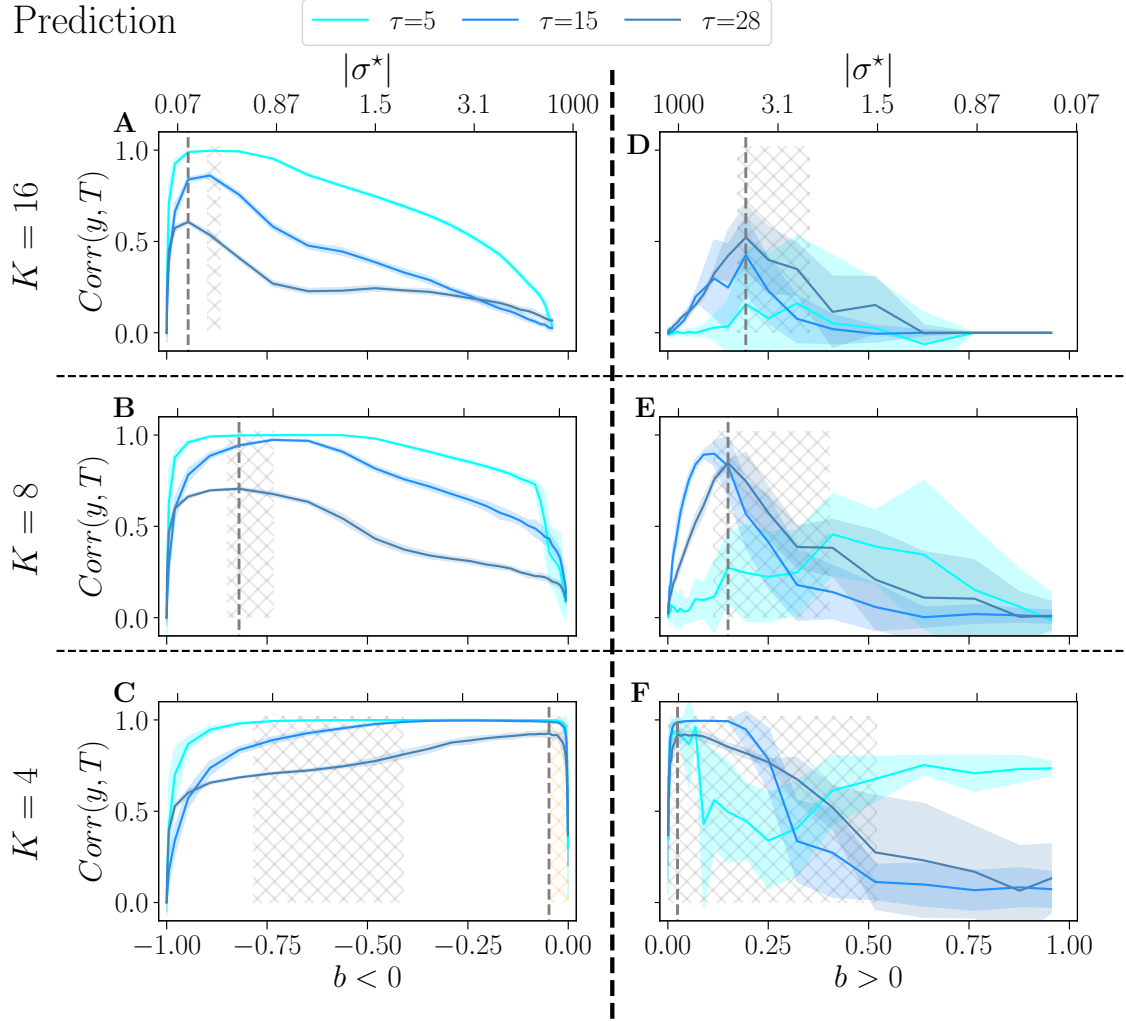 Prediction
τ=5 τ=15 τ=28
|σ⋆| |σ⋆|
0.07 0.87 1.5 3.1 1000 1000 3.1 1.5 0.87 0.07
A D
K = 16
Corr(y, T)
1.0
0.5
0.0
B E
K = 8
Corr(y, T)
1.0
0.5
0.0
C F
K = 4
Corr(y, T)
1.0
0.5
0.0
−1.00 −0.75 −0.50 −0.25 0.00 0.00 0.25 0.50 0.75 1.00
b < 0 b > 0